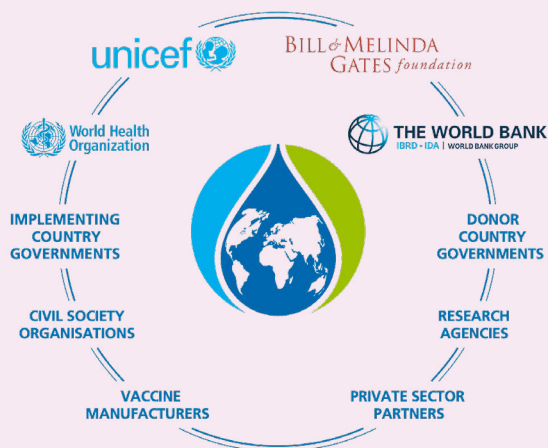 unicef
BILL & MELINDA
GATES foundation
World Health
Organization
THE WORLD BANK
IBRD • IDA | WORLD BANK GROUP
IMPLEMENTING
COUNTRY
GOVERNMENTS
DONOR
COUNTRY
GOVERNMENTS
CIVIL SOCIETY
ORGANISATIONS
RESEARCH
AGENCIES
VACCINE
MANUFACTURERS
PRIVATE SECTOR
PARTNERS